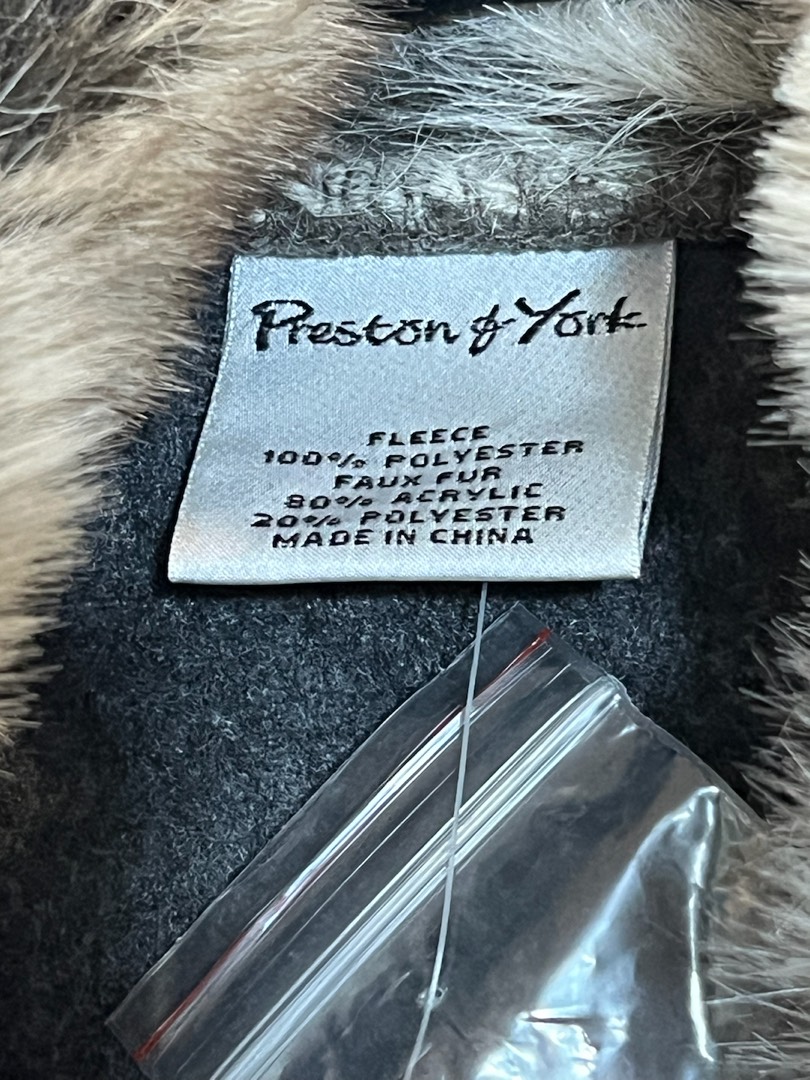 Preston & York
FLEECE
100% POLYESTER
FAUX FUR
80% ACRYLIC
20% POLYESTER
MADE IN CHINA